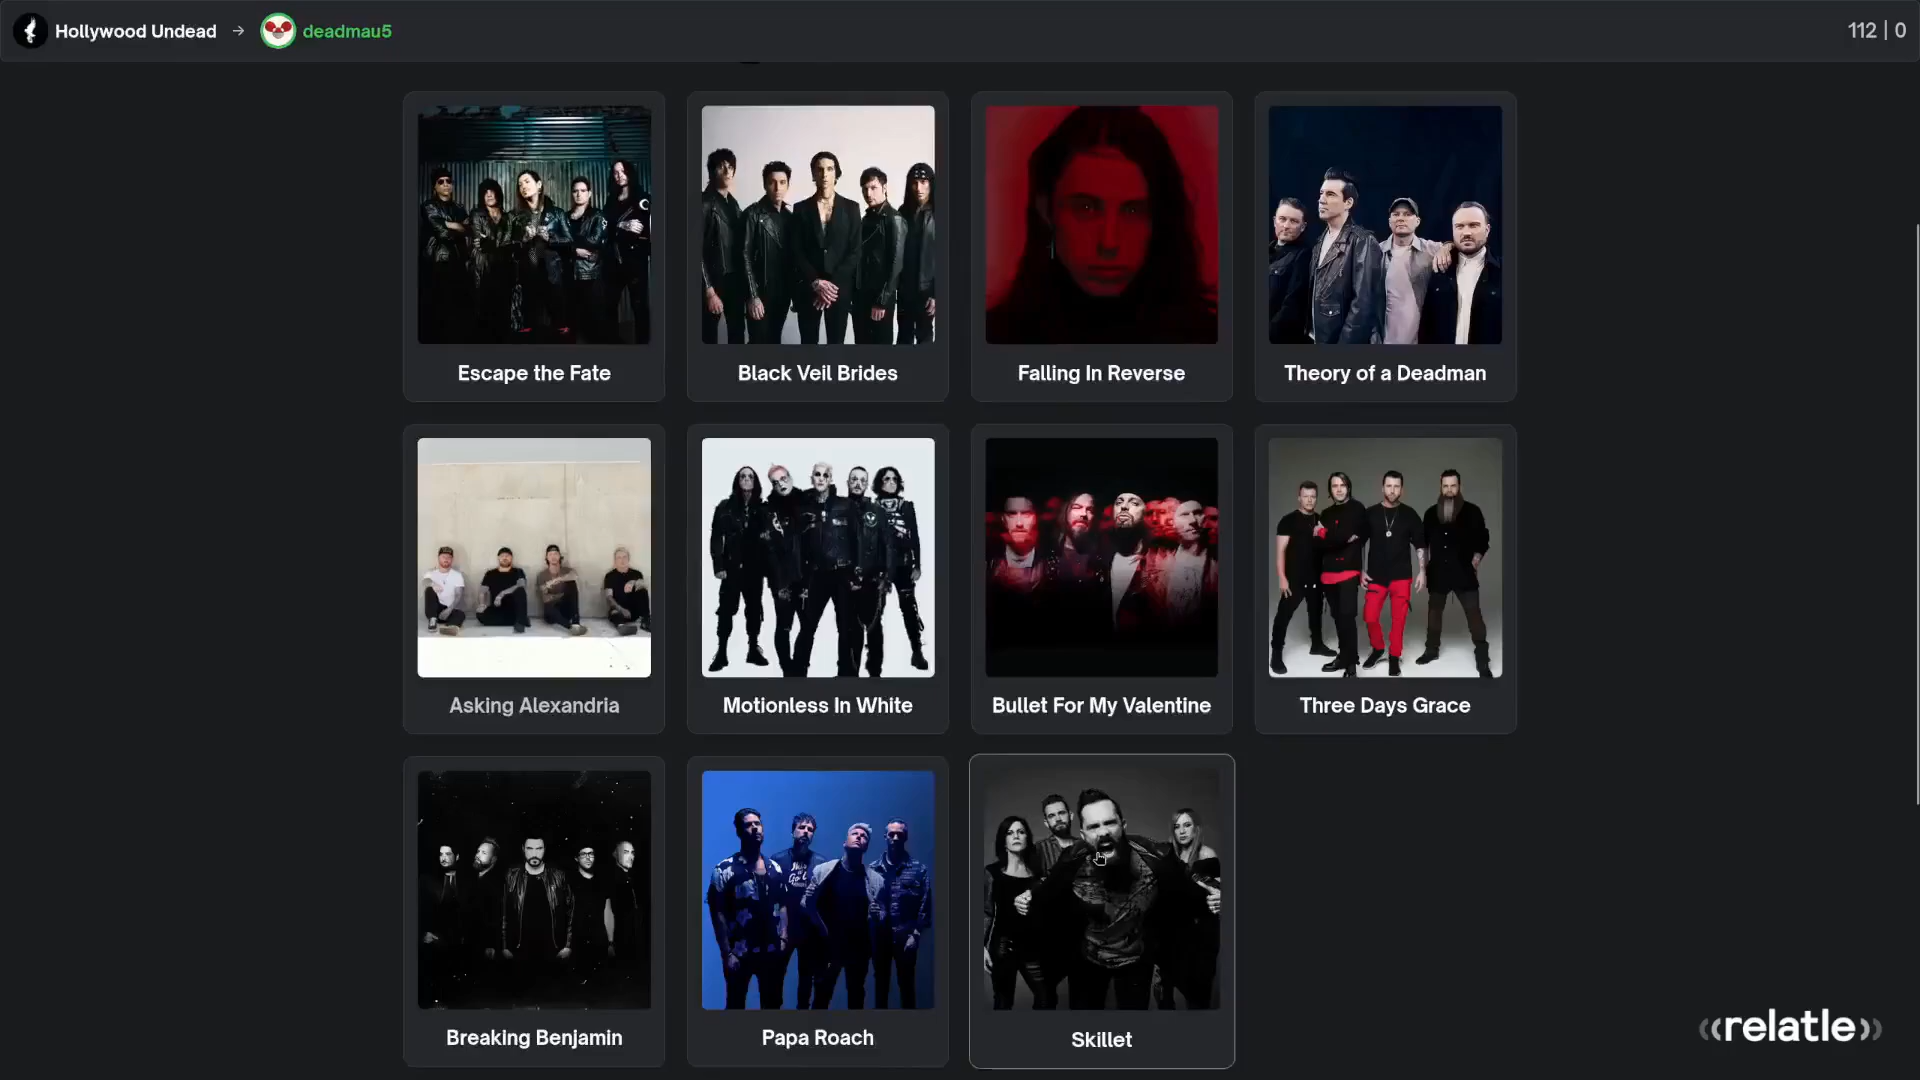 Hollywood Undead → deadmau5
112 | 0
Escape the Fate
Black Veil Brides
Falling In Reverse
Theory of a Deadman
Asking Alexandria
Motionless In White
Bullet For My Valentine
Three Days Grace
Breaking Benjamin
Papa Roach
Skillet
((relatle))